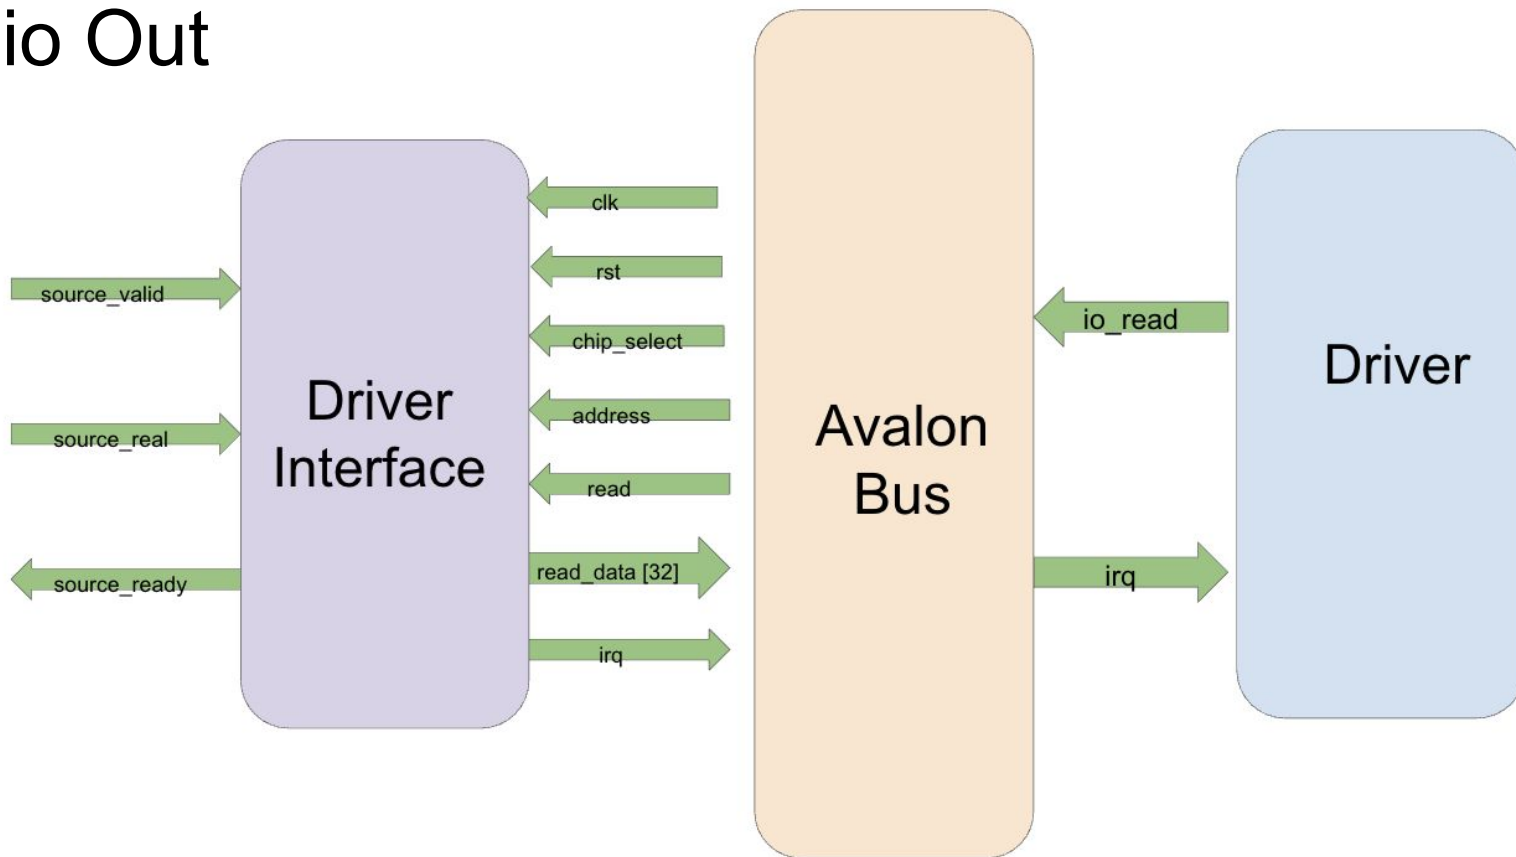 io Out
source_valid
source_real
source_ready
Driver
Interface
clk
rst
chip_select
address
read
read_data [32]
irq
Avalon
Bus
io_read
irq
Driver